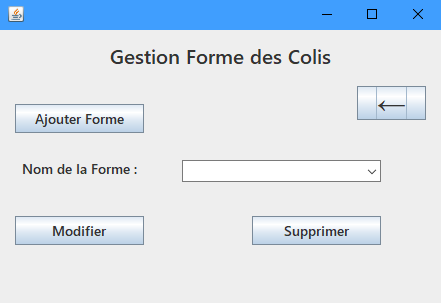 Gestion Forme des Colis
←
Ajouter Forme
Nom de la Forme :
Modifier
Supprimer